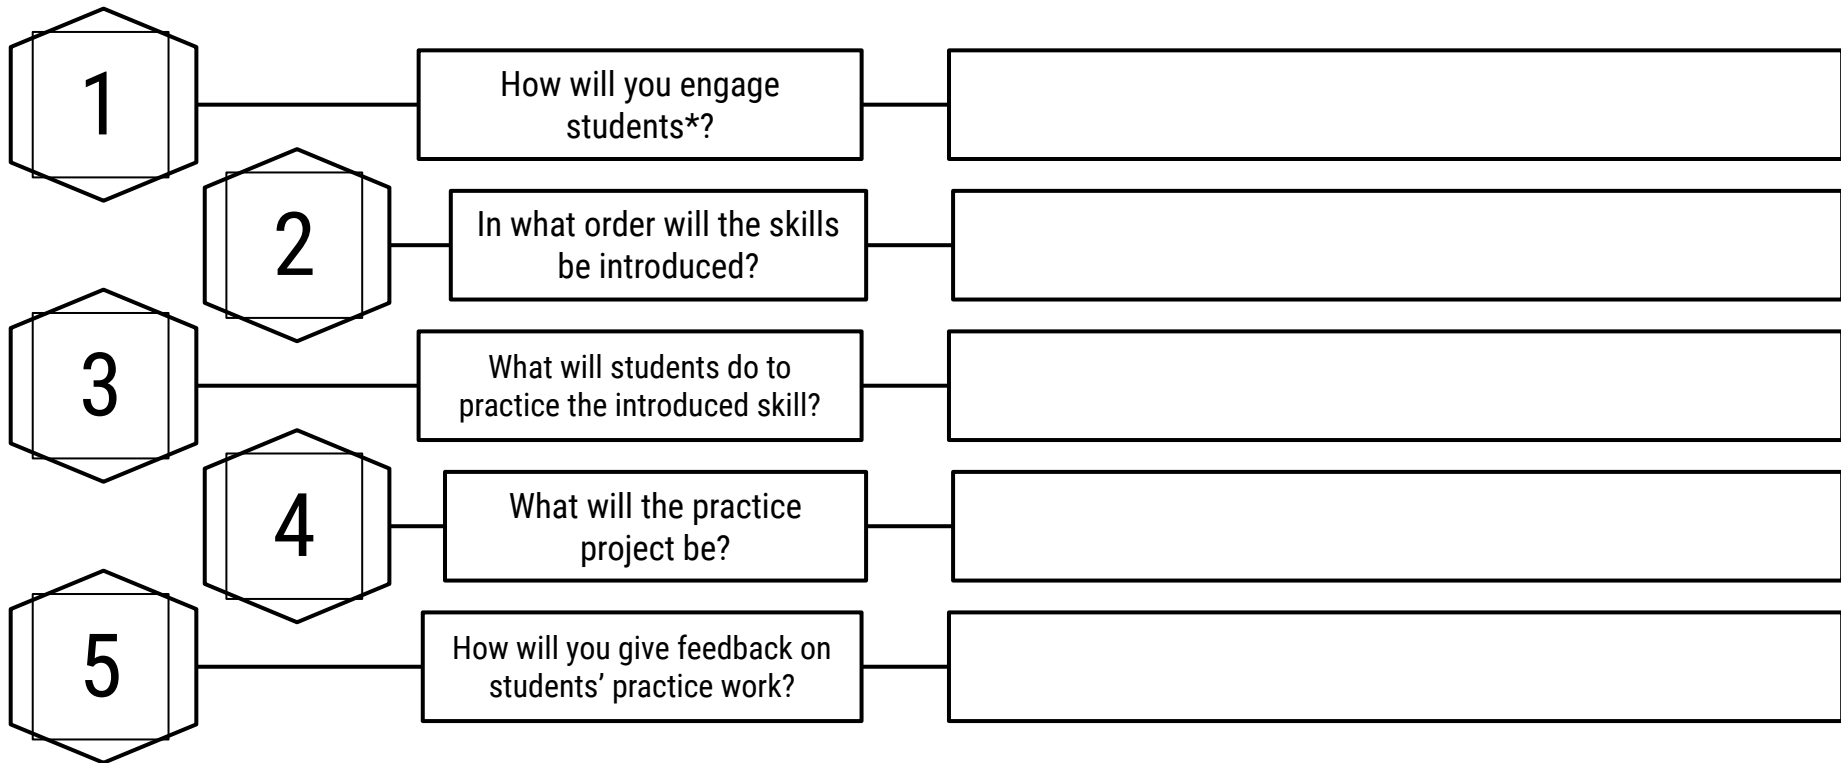 1
How will you engage
students*?
2
In what order will the skills
be introduced?
3
What will students do to
practice the introduced skill?
4
What will the practice
project be?
5
How will you give feedback on
students’ practice work?